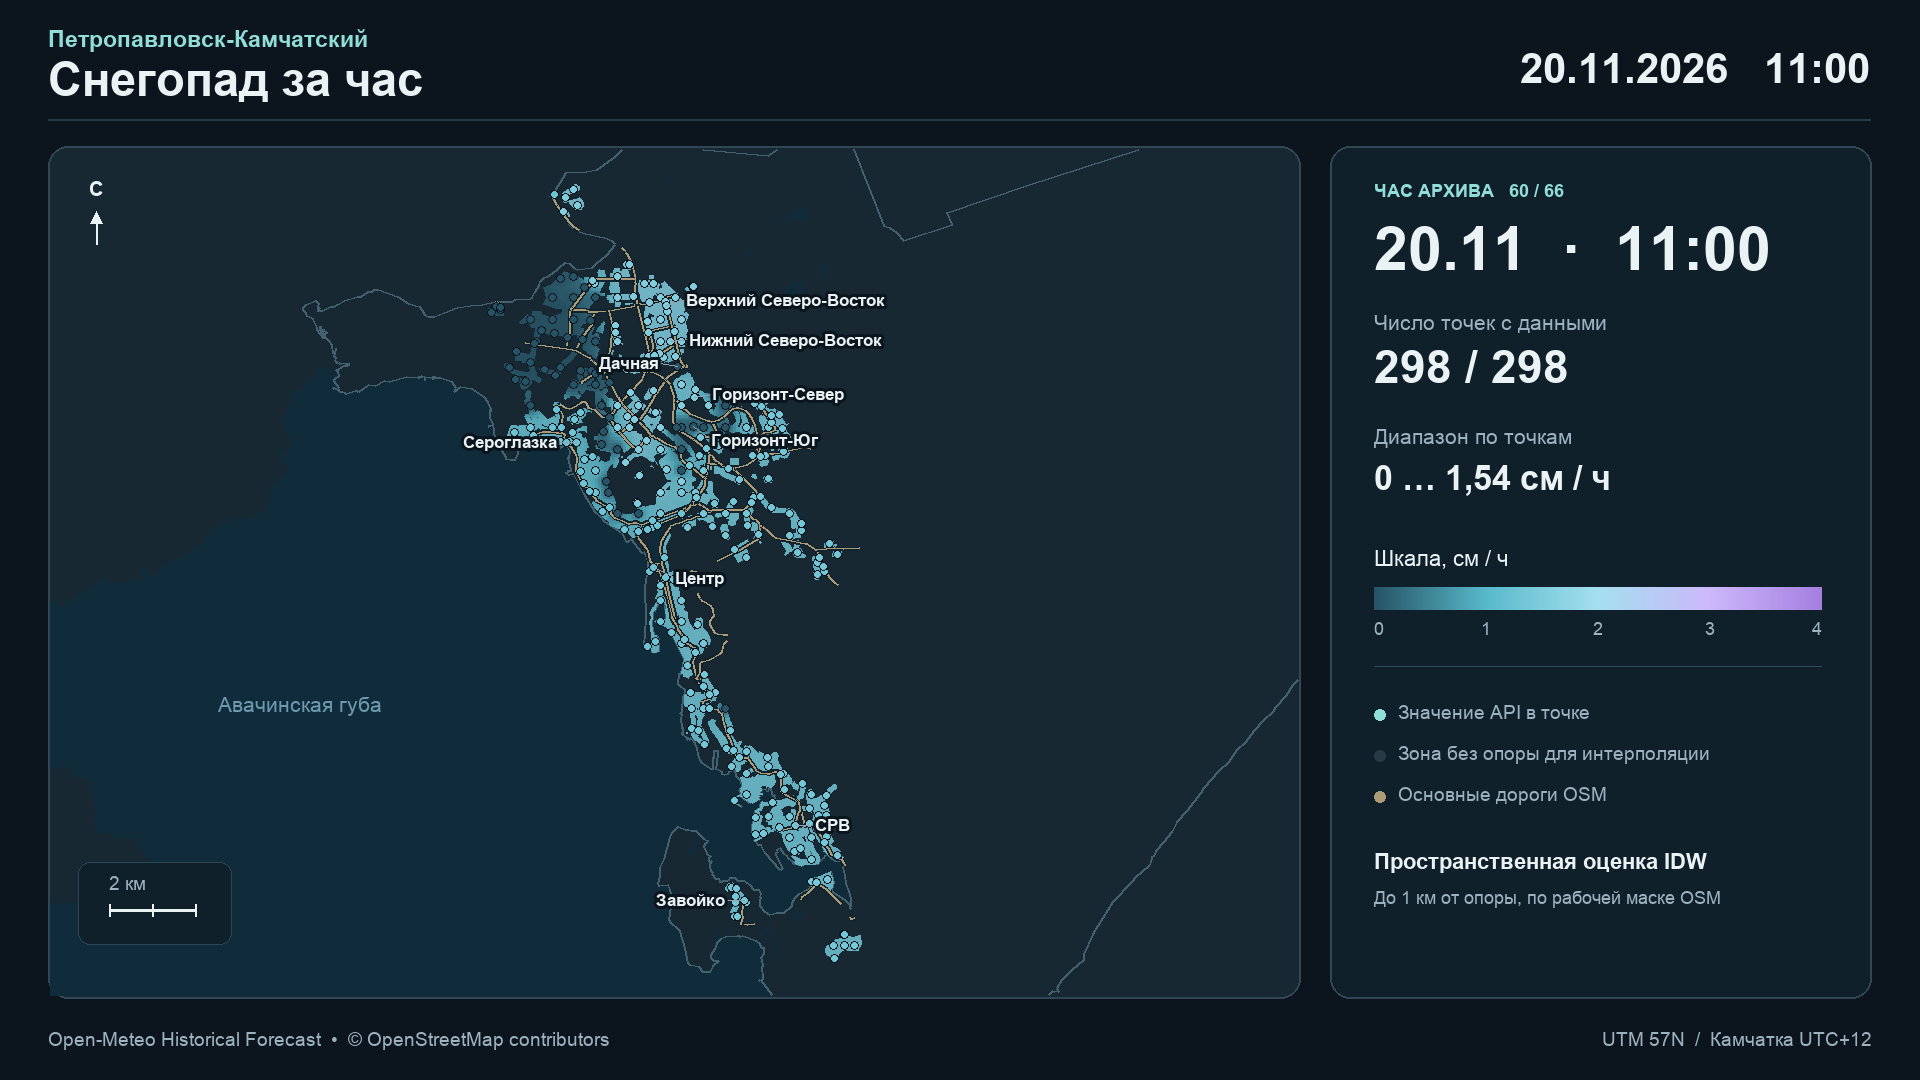 Петропавловск-Камчатский
Снегопад за час
20.11.2026 11:00
С
Верхний Северо-Восток
Нижний Северо-Восток
Дачная
Горизонт-Север
Сероглазка
Горизонт-Юг
Центр
Авачинская губа
СРВ
Завойко
2 км
ЧАС АРХИВА 60 / 66
20.11 · 11:00
Число точек с данными
298 / 298
Диапазон по точкам
0 … 1,54 см / ч
Шкала, см / ч
0 1 2 3 4
Значение API в точке
Зона без опоры для интерполяции
Основные дороги OSM
Пространственная оценка IDW
До 1 км от опоры, по рабочей маске OSM
Open-Meteo Historical Forecast • © OpenStreetMap contributors
UTM 57N / Камчатка UTC+12